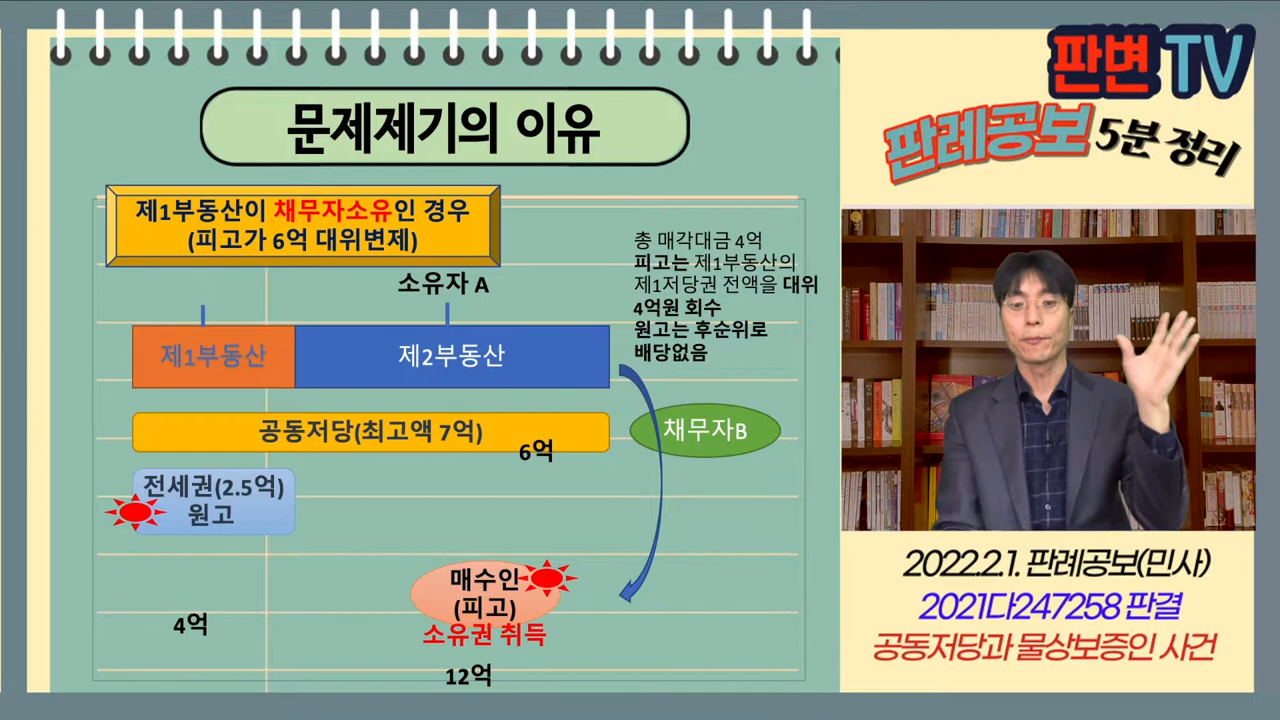 문제제기의 이유
제1부동산이 채무자소유인 경우
(피고가 6억 대위변제)
소유자 A
총 매각대금 4억
피고는 제1부동산의
제1저당권 전액을 대위
4억원 회수
원고는 후순위로
배당없음
제1부동산
제2부동산
공동저당(최고액 7억)
6억
채무자B
전세권(2.5억)
원고
매수인
(피고)
소유권 취득
4억
12억
판변 TV
판례공보 5분 정리
2022.2.1. 판례공보(민사)
2021다247258 판결
공동저당과 물상보증인 사건